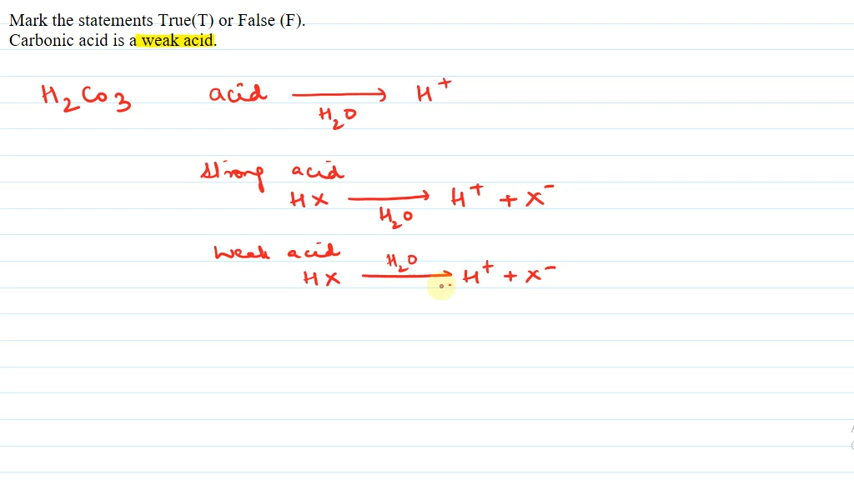 Mark the statements True(T) or False (F).
Carbonic acid is a weak acid.
H2Co3 acid → H+
H2O
Strong acid
HX → H+ + X-
H2O
Weak acid
H2O
HX → H+ + X-